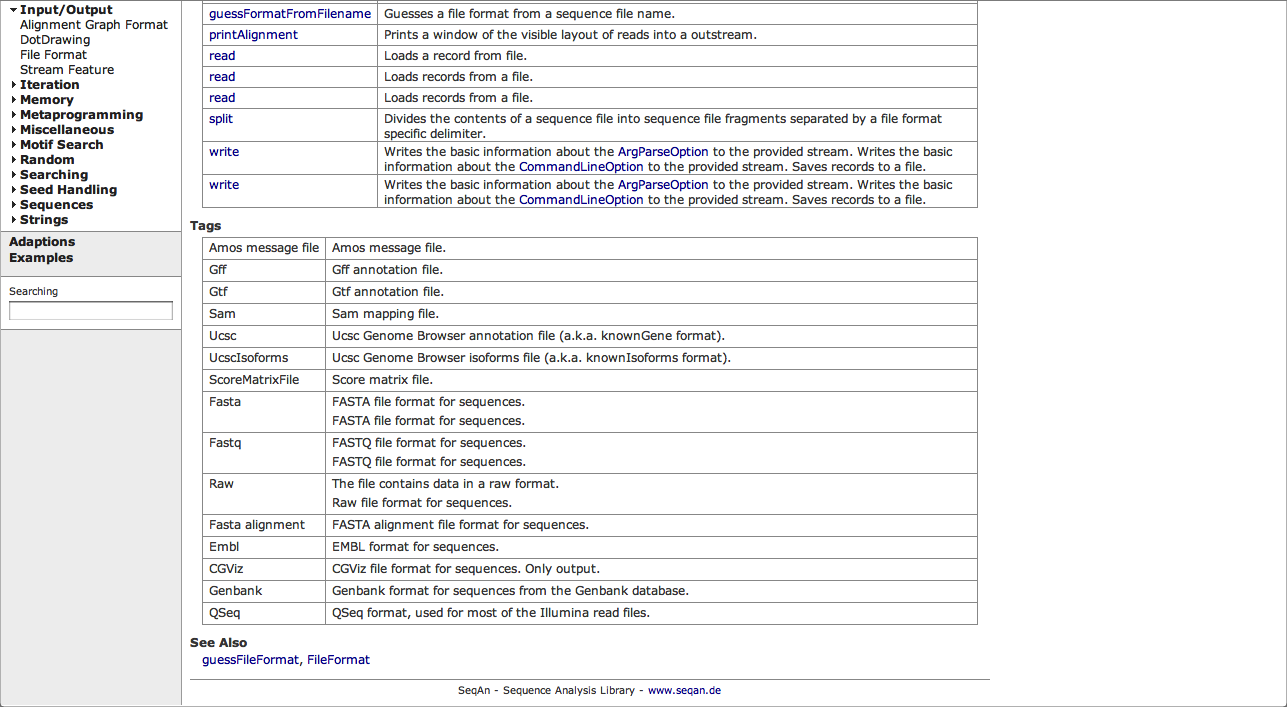 Input/Output
Alignment Graph Format
DotDrawing
File Format
Stream Feature
Iteration
Memory
Metaprogramming
Miscellaneous
Motif Search
Random
Searching
Seed Handling
Sequences
Strings
Adaptions
Examples
Searching
guessFormatFromFilename Guesses a file format from a sequence file name.
printAlignment Prints a window of the visible layout of reads into a outstream.
read Loads a record from file.
read Loads records from a file.
read Loads records from a file.
split Divides the contents of a sequence file into sequence file fragments separated by a file format
specific delimiter.
write Writes the basic information about the ArgParseOption to the provided stream. Writes the basic
information about the CommandLineOption to the provided stream. Saves records to a file.
write Writes the basic information about the ArgParseOption to the provided stream. Writes the basic
information about the CommandLineOption to the provided stream. Saves records to a file.
Tags
Amos message file Amos message file.
Gff Gff annotation file.
Gtf Gtf annotation file.
Sam Sam mapping file.
Ucsc Ucsc Genome Browser annotation file (a.k.a. knownGene format).
UcscIsoforms Ucsc Genome Browser isoforms file (a.k.a. knownIsoforms format).
ScoreMatrixFile Score matrix file.
Fasta FASTA file format for sequences.
FASTA file format for sequences.
Fastq FASTQ file format for sequences.
FASTQ file format for sequences.
Raw The file contains data in a raw format.
Raw file format for sequences.
Fasta alignment FASTA alignment file format for sequences.
Embl EMBL format for sequences.
CGViz CGViz file format for sequences. Only output.
Genbank Genbank format for sequences from the Genbank database.
QSeq QSeq format, used for most of the Illumina read files.
See Also
guessFileFormat, FileFormat
SeqAn - Sequence Analysis Library - www.seqan.de